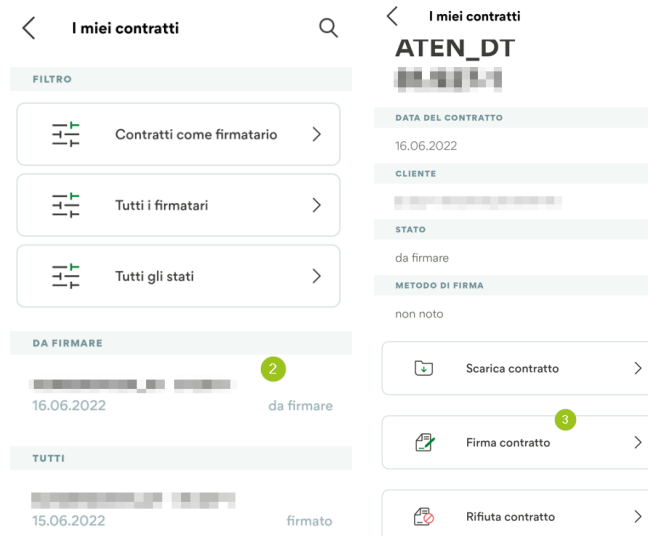 I miei contratti
FILTRO
Contratti come firmatario
Tutti i firmatari
Tutti gli stati
DA FIRMARE
2
16.06.2022 da firmare
TUTTI
15.06.2022 firmato
I miei contratti
ATEN_DT
DATA DEL CONTRATTO
16.06.2022
CLIENTE
STATO
da firmare
METODO DI FIRMA
non noto
Scarica contratto
3
Firma contratto
Rifiuta contratto